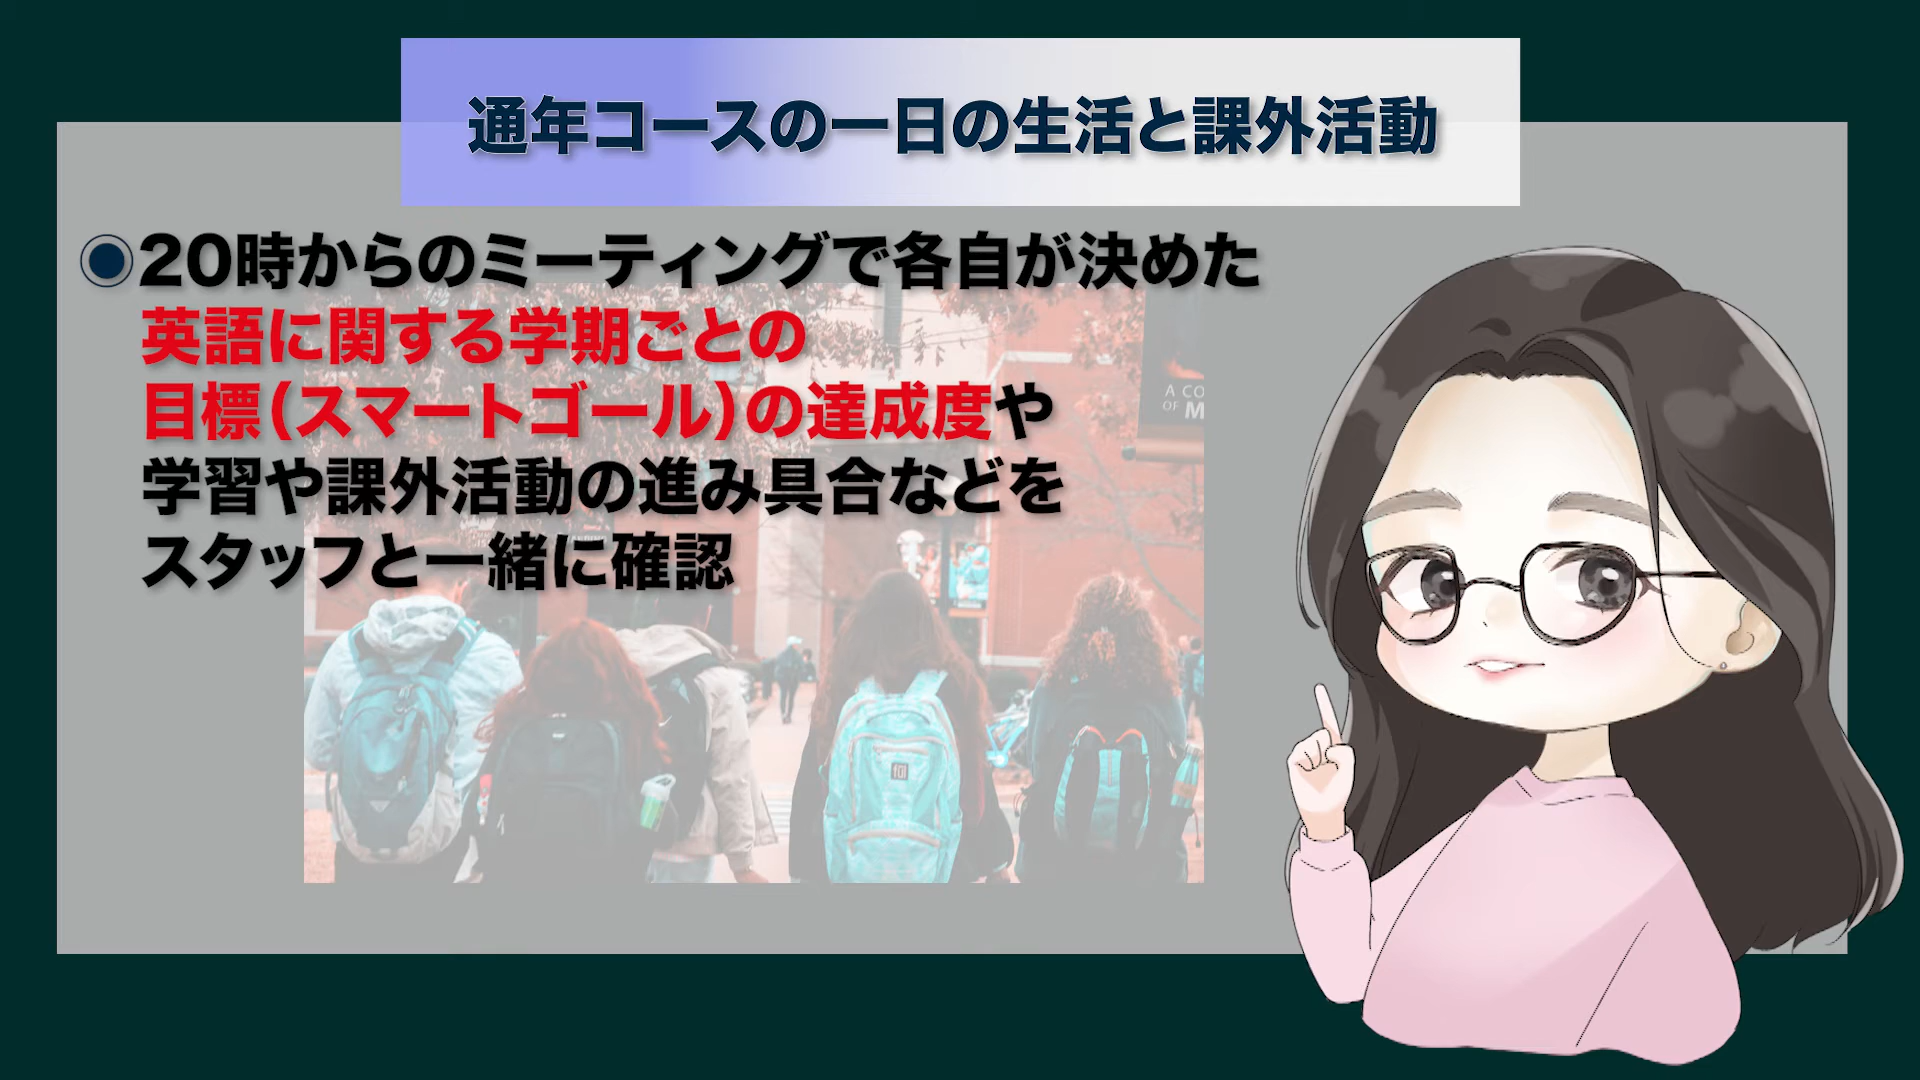 通年コースの一日の生活と課外活動
◉20時からのミーティングで各自が決めた
英語に関する学期ごとの
目標(スマートゴール)の達成度や
学習や課外活動の進み具合などを
スタッフと一緒に確認
A CO
OF M